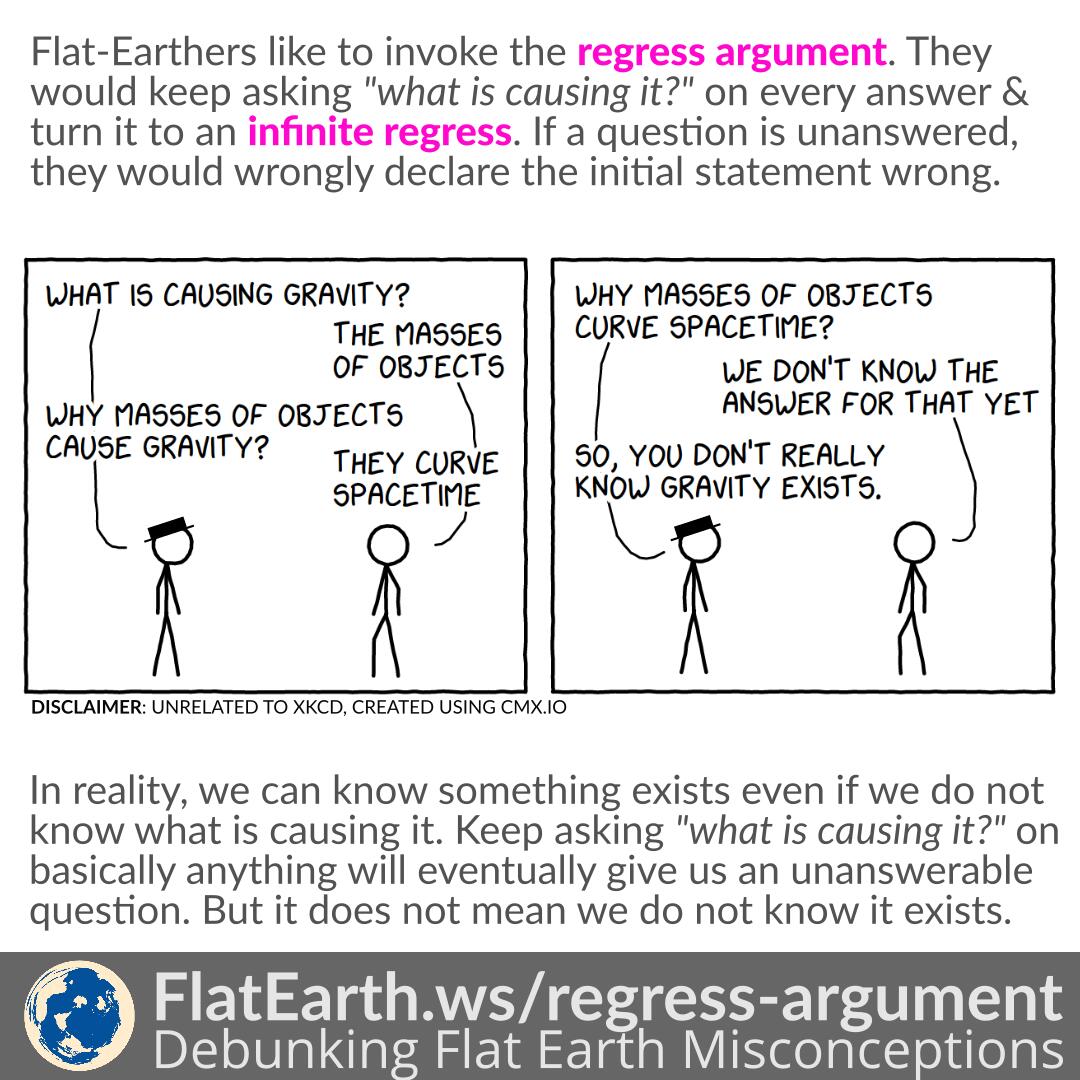 Flat-Earthers like to invoke the regress argument. They
would keep asking "what is causing it?" on every answer &
turn it to an infinite regress. If a question is unanswered,
they would wrongly declare the initial statement wrong.
WHAT IS CAUSING GRAVITY?
THE MASSES
OF OBJECTS
WHY MASSES OF OBJECTS
CAUSE GRAVITY?
THEY CURVE
SPACETIME
WHY MASSES OF OBJECTS
CURVE SPACETIME?
WE DON'T KNOW THE
ANSWER FOR THAT YET
SO, YOU DON'T REALLY
KNOW GRAVITY EXISTS.
DISCLAIMER: UNRELATED TO XKCD, CREATED USING CMX.IO
In reality, we can know something exists even if we do not
know what is causing it. Keep asking "what is causing it?" on
basically anything will eventually give us an unanswerable
question. But it does not mean we do not know it exists.
FlatEarth.ws/regress-argument
Debunking Flat Earth Misconceptions